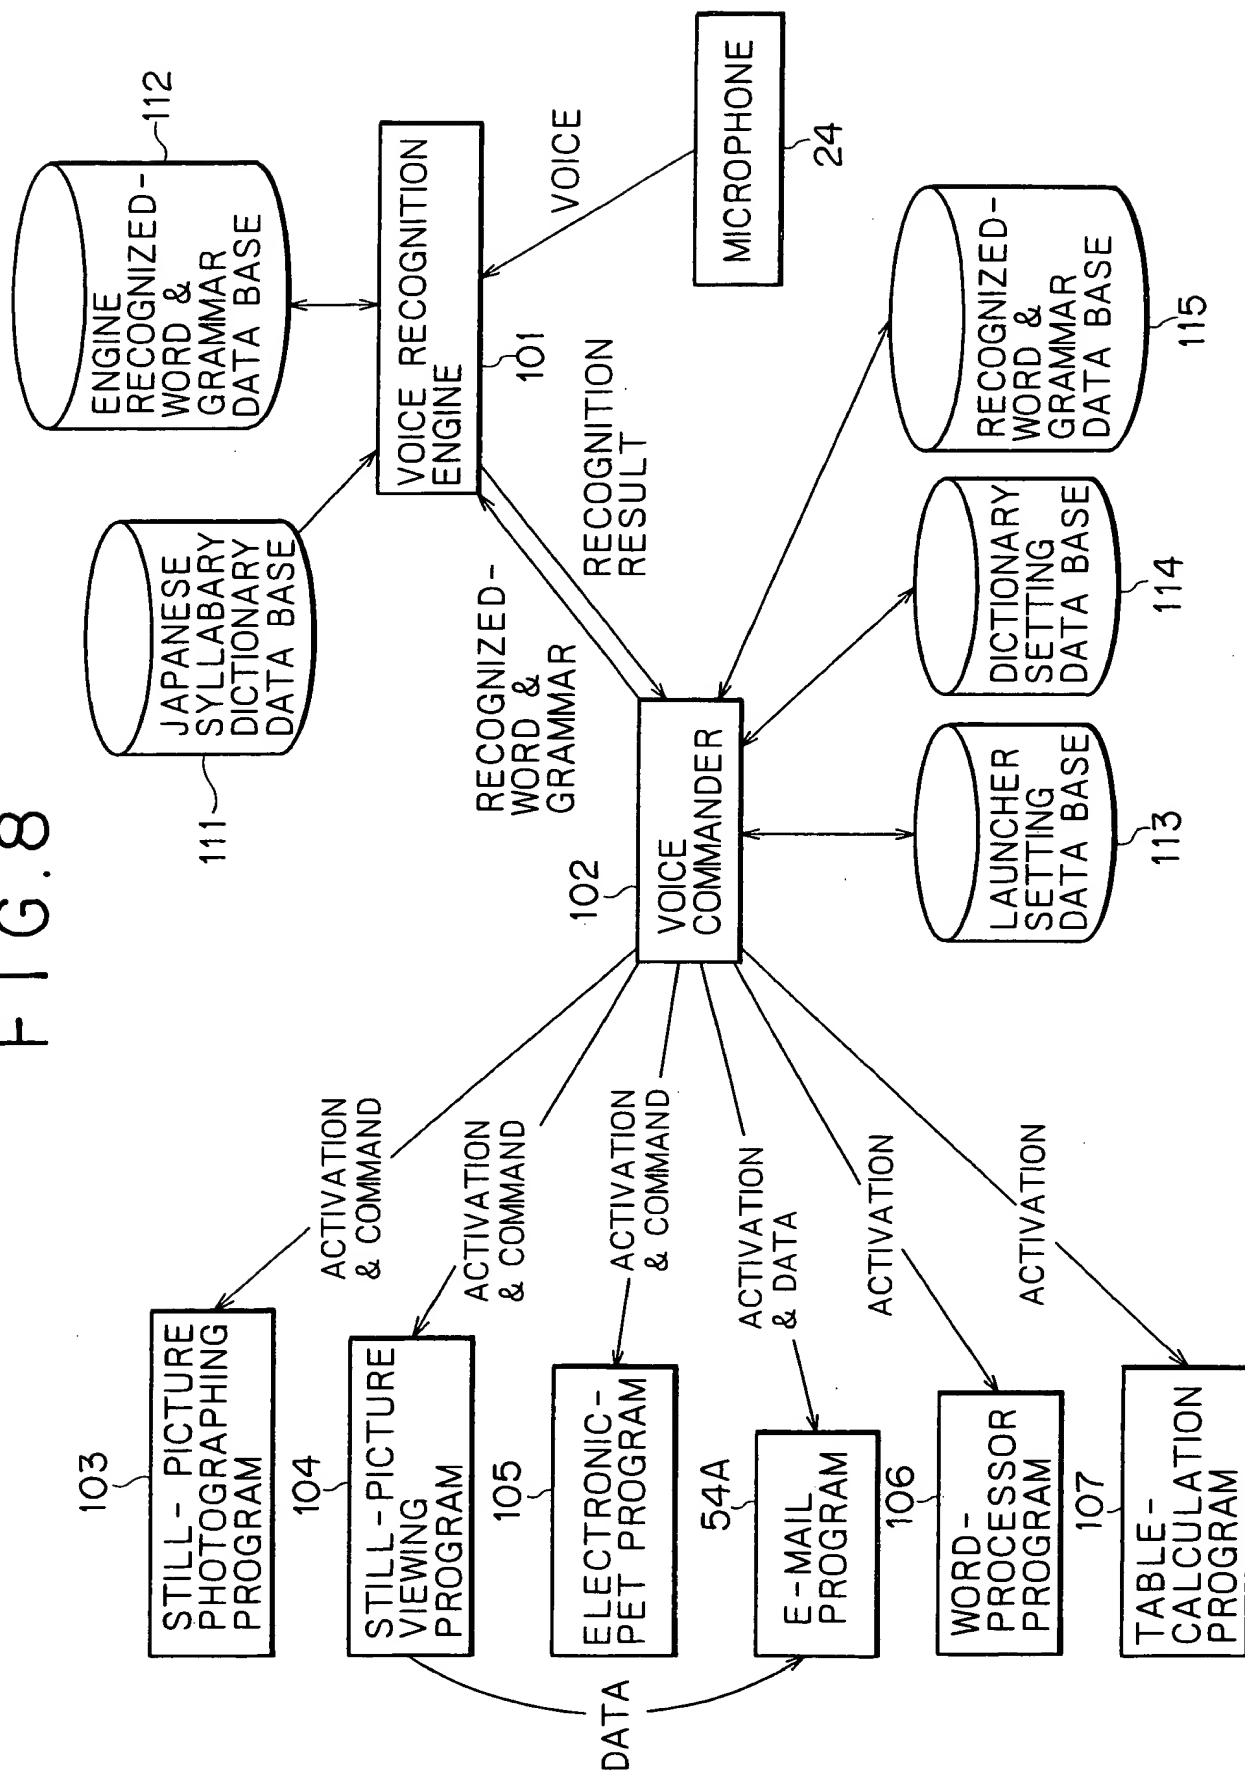 FIG.8
JAPANESE
SYLLABARY
DICTIONARY
DATA BASE
111
ENGINE
RECOGNIZED-
WORD &
GRAMMAR
DATA BASE
112
VOICE RECOGNITION
ENGINE
101
VOICE
MICROPHONE
24
RECOGNIZED-
WORD &
GRAMMAR
RECOGNITION
RESULT
102
VOICE
COMMANDER
LAUNCHER
SETTING
DATA BASE
113
DICTIONARY
SETTING
DATA BASE
114
RECOGNIZED-
WORD &
GRAMMAR
DATA BASE
115
ACTIVATION
& COMMAND
ACTIVATION
& COMMAND
ACTIVATION
& COMMAND
ACTIVATION
& DATA
ACTIVATION
ACTIVATION
103
STILL-PICTURE
PHOTOGRAPHING
PROGRAM
104
STILL-PICTURE
VIEWING
PROGRAM
105
ELECTRONIC-
PET PROGRAM
54A
E-MAIL
PROGRAM
106
WORD-
PROCESSOR
PROGRAM
107
TABLE-
CALCULATION
PROGRAM
DATA